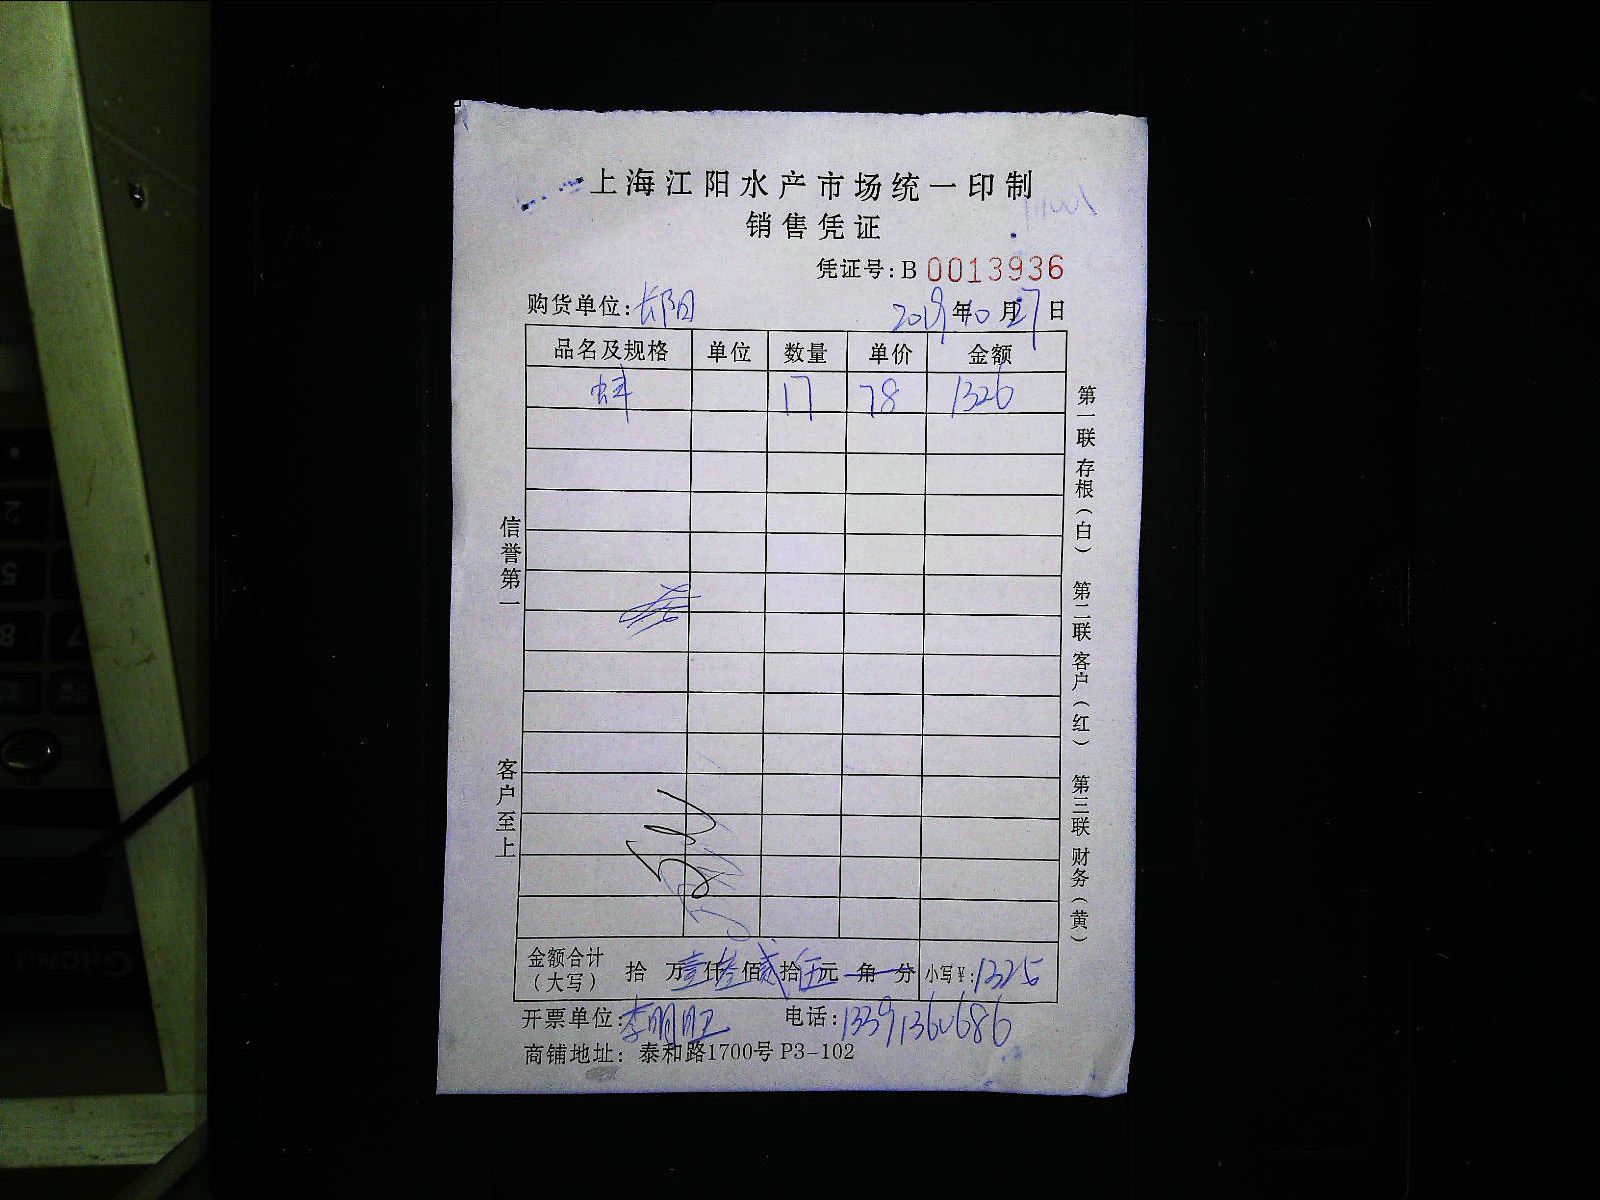 上海江阳水产市场统一印制
销售凭证
凭证号:B 0013936
购货单位:长阳 2019年10月27日
品名及规格 单位 数量 单价 金额
蚌 17 78 1326
信誉第一
客户至上
第一联 存根(白) 第二联 客户(红) 第三联 财务(黄)
金额合计(大写) 拾 万壹仟叁佰贰拾伍元 角 分 小写¥:1325
开票单位:李明卫 电话:13391360686
商铺地址: 泰和路1700号 P3-102